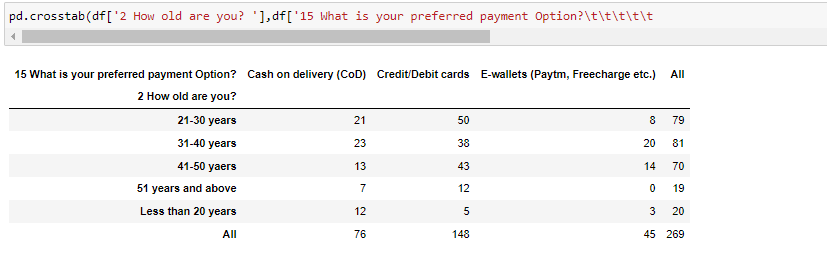 pd.crosstab(df['2 How old are you? '],df['15 What is your preferred payment Option?\t\t\t\t\t
15 What is your preferred payment Option? Cash on delivery (CoD) Credit/Debit cards E-wallets (Paytm, Freecharge etc.) All
2 How old are you?
21-30 years 21 50 8 79
31-40 years 23 38 20 81
41-50 yaers 13 43 14 70
51 years and above 7 12 0 19
Less than 20 years 12 5 3 20
All 76 148 45 269